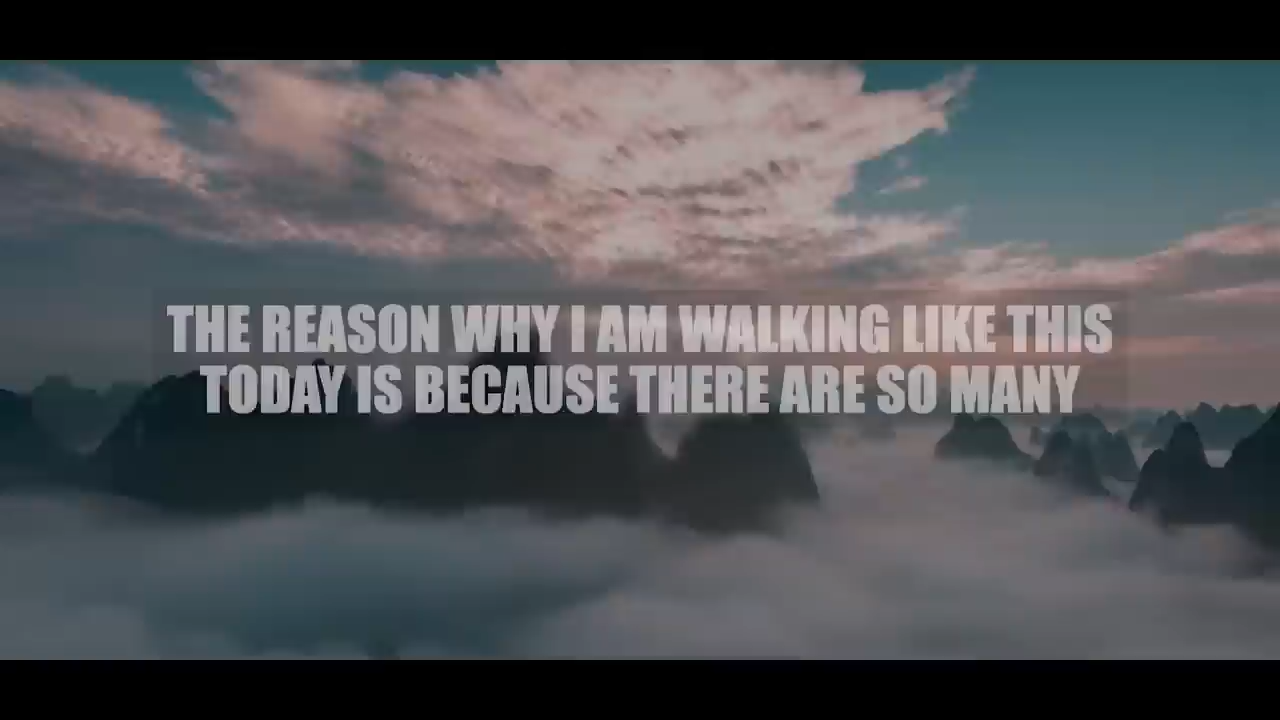 THE REASON WHY I AM WALKING LIKE THIS
TODAY IS BECAUSE THERE ARE SO MANY